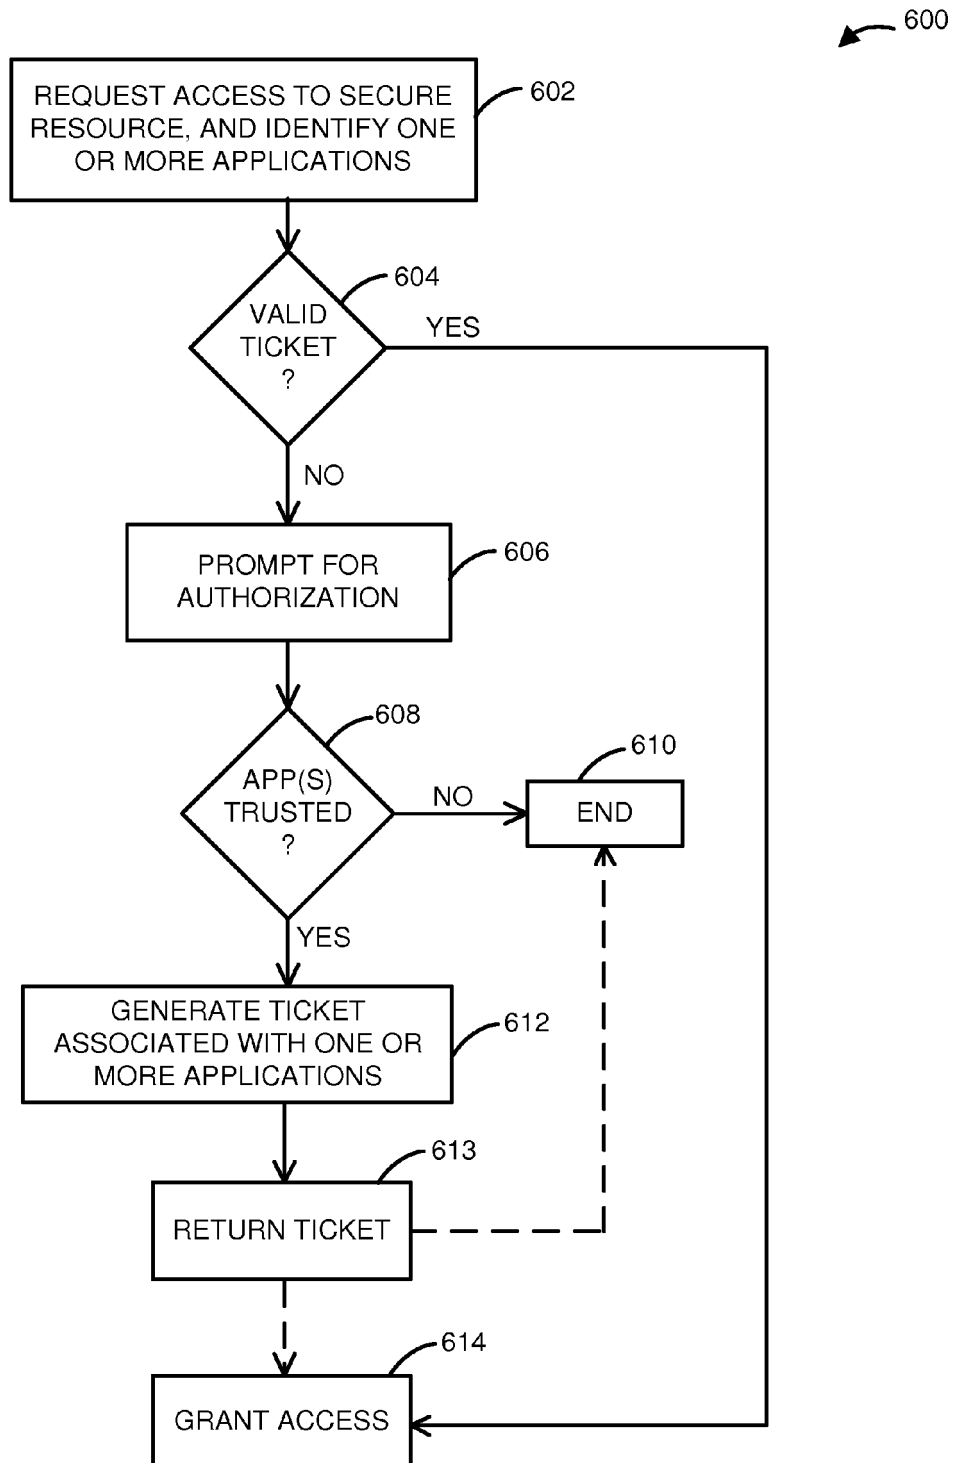 600
REQUEST ACCESS TO SECURE
RESOURCE, AND IDENTIFY ONE
OR MORE APPLICATIONS
602
VALID
TICKET
?
604
YES
NO
PROMPT FOR
AUTHORIZATION
606
APP(S)
TRUSTED
?
608
NO
END
610
YES
GENERATE TICKET
ASSOCIATED WITH ONE OR
MORE APPLICATIONS
612
RETURN TICKET
613
GRANT ACCESS
614